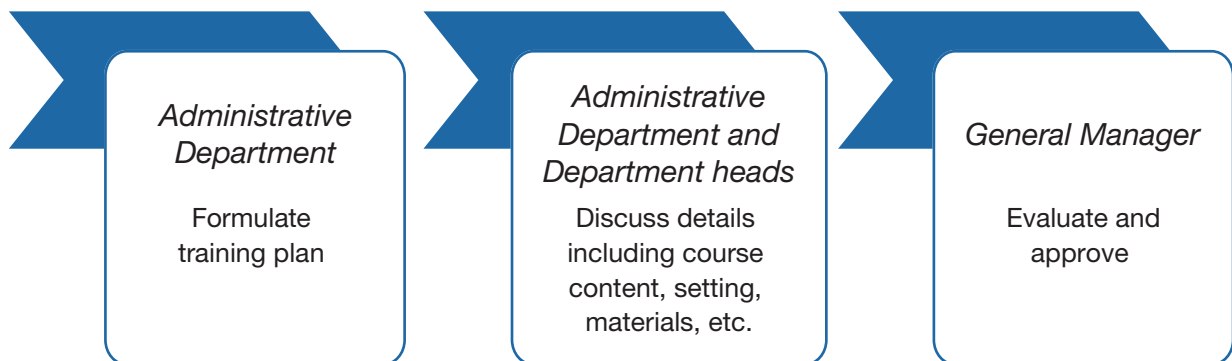 Administrative
Department
Formulate
training plan
Administrative
Department and
Department heads
Discuss details
including course
content, setting,
materials, etc.
General Manager
Evaluate and
approve